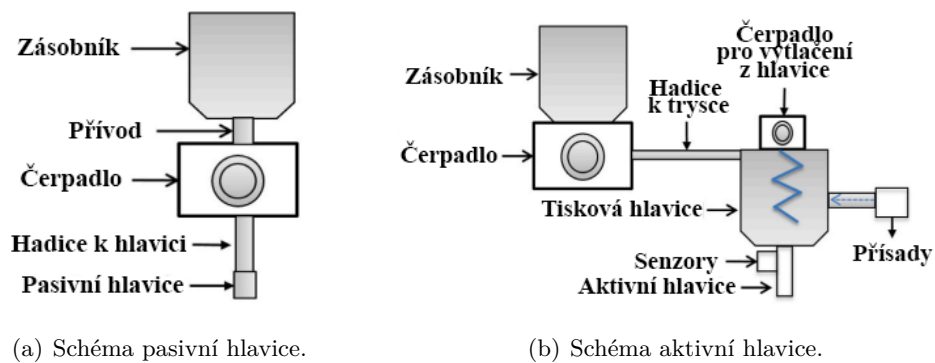 Zásobník
Přívod
Čerpadlo
Hadice k hlavici
Pasivní hlavice
(a) Schéma pasivní hlavice.
Čerpadlo
pro vytlačení
z hlavice
Zásobník
Hadice
k trysce
Čerpadlo
Tisková hlavice
Přísady
Senzory
Aktivní hlavice
(b) Schéma aktivní hlavice.